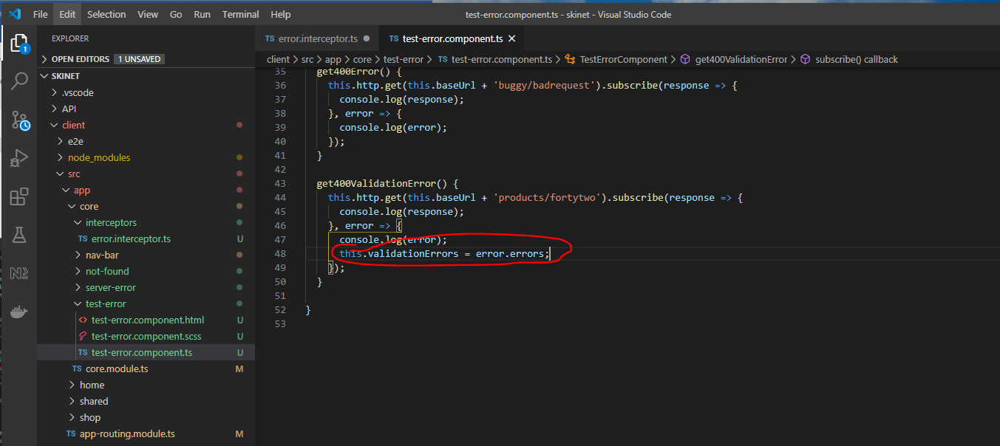 File Edit Selection View Go Run Terminal Help test-error.component.ts - skinet - Visual Studio Code
EXPLORER
1
OPEN EDITORS 1 UNSAVED
SKINET
.vscode
API
client
e2e
node_modules
src
app
core
interceptors
TS error.interceptor.ts U
nav-bar
not-found
server-error
test-error
<> test-error.component.html U
test-error.component.scss U
TS test-error.component.ts U
TS core.module.ts M
home
shared
shop
TS app-routing.module.ts M
TS error.interceptor.ts ● TS test-error.component.ts ×
client > src > app > core > test-error > TS test-error.component.ts > TestErrorComponent > get400ValidationError > subscribe() callback
35 get400Error() {
36 this.http.get(this.baseUrl + 'buggy/badrequest').subscribe(response => {
37 console.log(response);
38 }, error => {
39 console.log(error);
40 });
41 }
42
43 get400ValidationError() {
44 this.http.get(this.baseUrl + 'products/fortytwo').subscribe(response => {
45 console.log(response);
46 }, error => {
47 console.log(error);
48 this.validationErrors = error.errors;
49 });
50 }
51
52 }
53